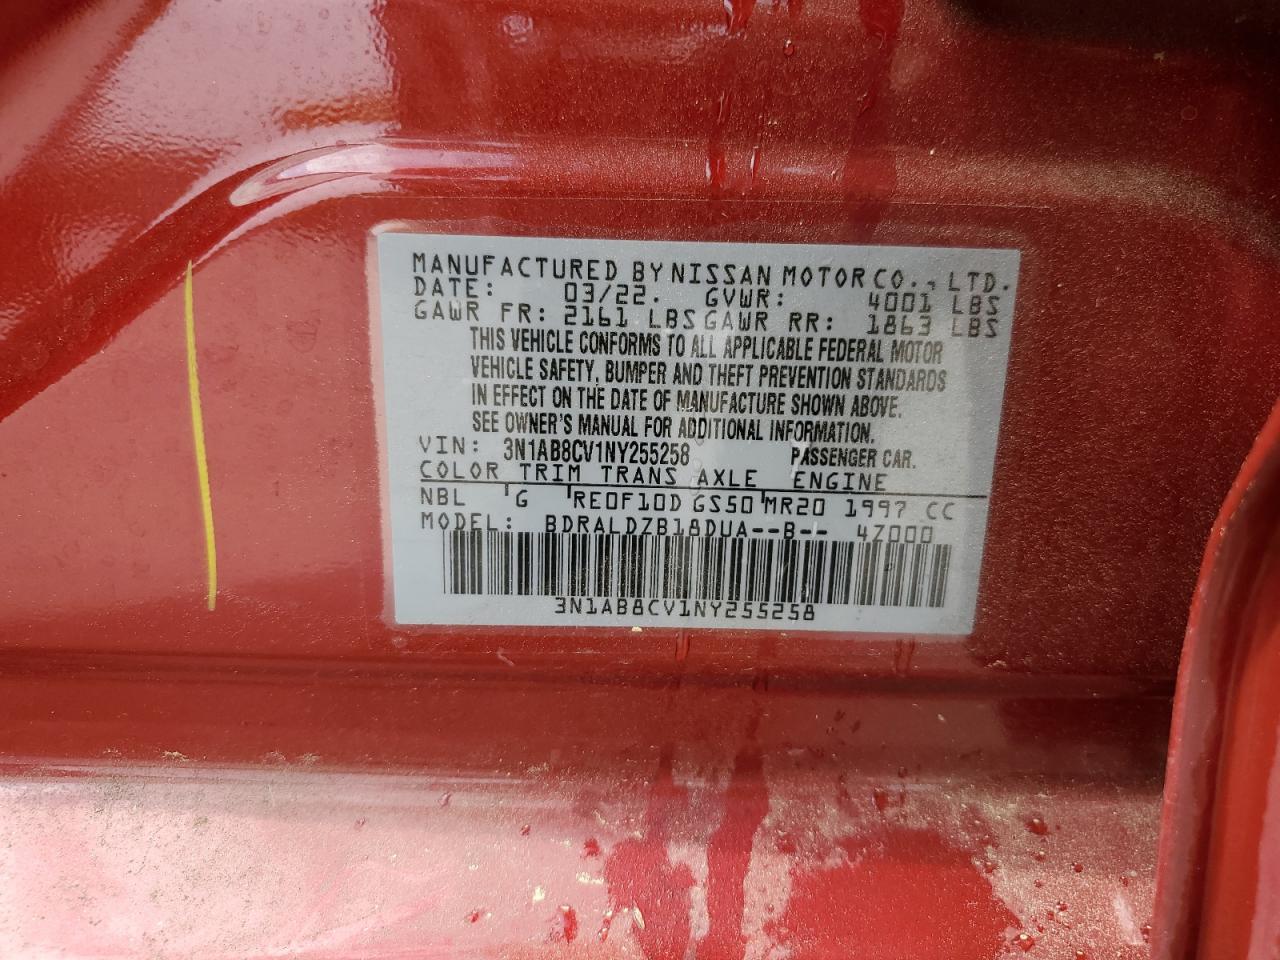 MANUFACTURED BY NISSAN MOTOR CO., LTD.
DATE: 03/22. GVWR: 4001 LBS
GAWR FR: 2161 LBS GAWR RR: 1863 LBS
THIS VEHICLE CONFORMS TO ALL APPLICABLE FEDERAL MOTOR
VEHICLE SAFETY, BUMPER AND THEFT PREVENTION STANDARDS
IN EFFECT ON THE DATE OF MANUFACTURE SHOWN ABOVE.
SEE OWNER'S MANUAL FOR ADDITIONAL INFORMATION.
VIN: 3N1AB8CV1NY255258 PASSENGER CAR.
COLOR TRIM TRANS AXLE ENGINE
NBL G RE0F10D GS50 MR20 1997 CC
MODEL: BDRALDZB18DUA--B-- 4Z000
3N1AB8CV1NY255258